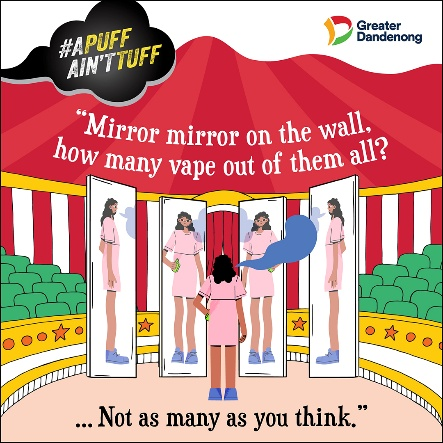 #APUFF
AIN'TTUFF
Greater
Dandenong
"Mirror mirror on the wall,
how many vape out of them all?
... Not as many as you think."